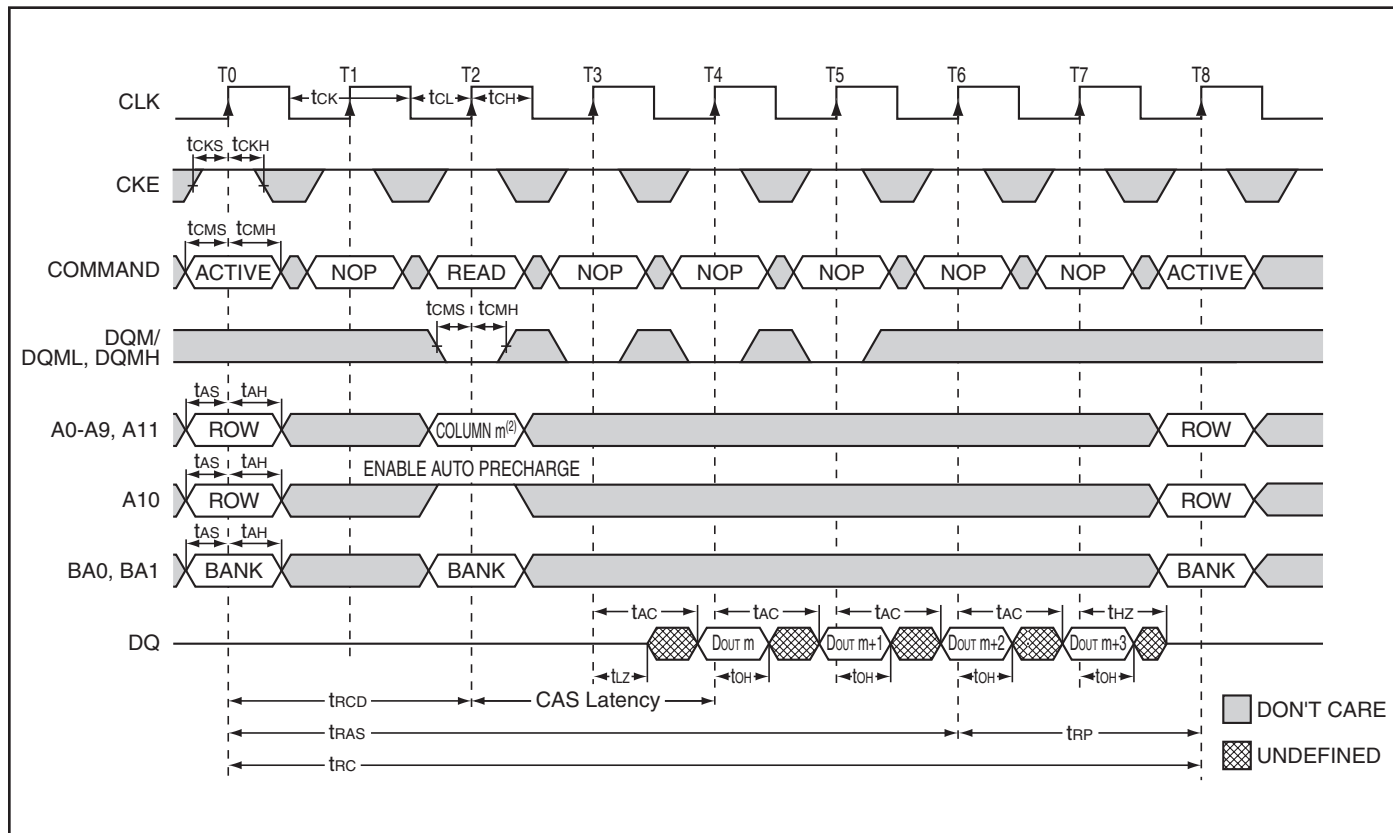 T0 T1 T2 T3 T4 T5 T6 T7 T8
CLK tCK tCL tCH
tCKS tCKH
CKE
tCMS tCMH
COMMAND ACTIVE NOP READ NOP NOP NOP NOP NOP ACTIVE
tCMS tCMH
DQM/
DQML, DQMH
tAS tAH
A0-A9, A11 ROW COLUMN m(2) ROW
tAS tAH ENABLE AUTO PRECHARGE
A10 ROW ROW
tAS tAH
BA0, BA1 BANK BANK BANK
tAC tAC tAC tAC tHZ
DQ DOUT m DOUT m+1 DOUT m+2 DOUT m+3
tLZ tOH tOH tOH tOH
tRCD CAS Latency
DON'T CARE
tRAS tRP
UNDEFINED
tRC